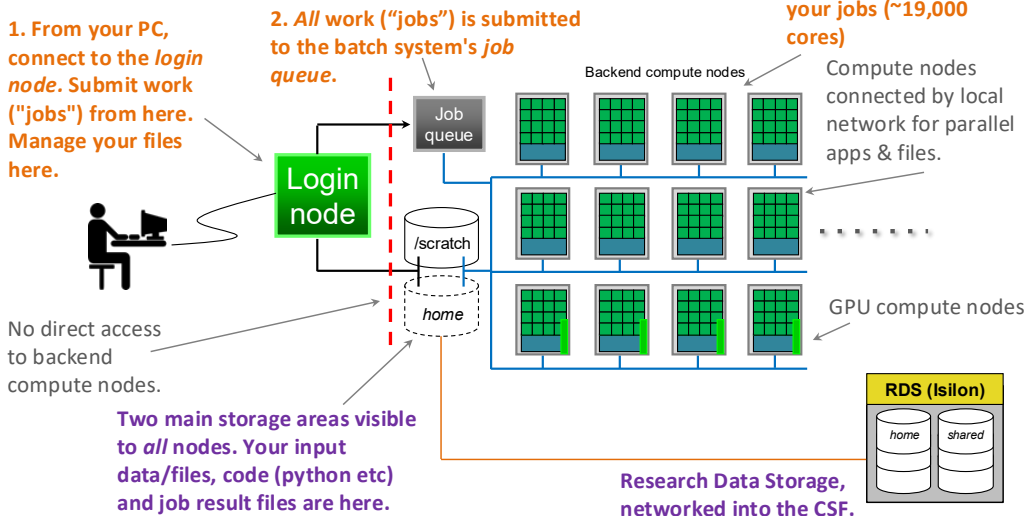 1. From your PC,
connect to the login
node. Submit work
("jobs") from here.
Manage your files
here.
2. All work (“jobs”) is submitted
to the batch system's job
queue.
your jobs (~19,000
cores)
Backend compute nodes
Compute nodes
connected by local
network for parallel
apps & files.
Job
queue
Login
node
/scratch
home
No direct access
to backend
compute nodes.
GPU compute nodes
Two main storage areas visible
to all nodes. Your input
data/files, code (python etc)
and job result files are here.
RDS (Isilon)
home
shared
Research Data Storage,
networked into the CSF.